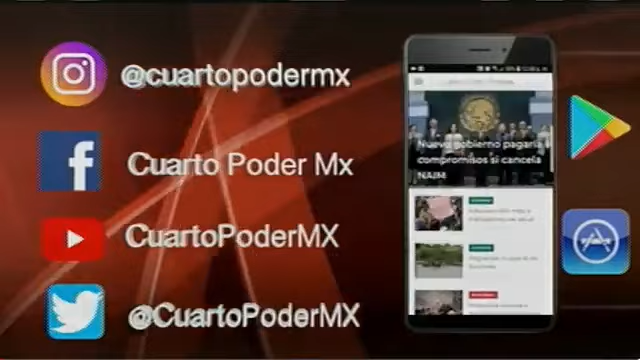 @cuartopodermx
Cuarto Poder Mx
CuartoPoderMX
@CuartoPoderMX
Nuevo gobierno pagaría
compromisos si cancela
NAIM